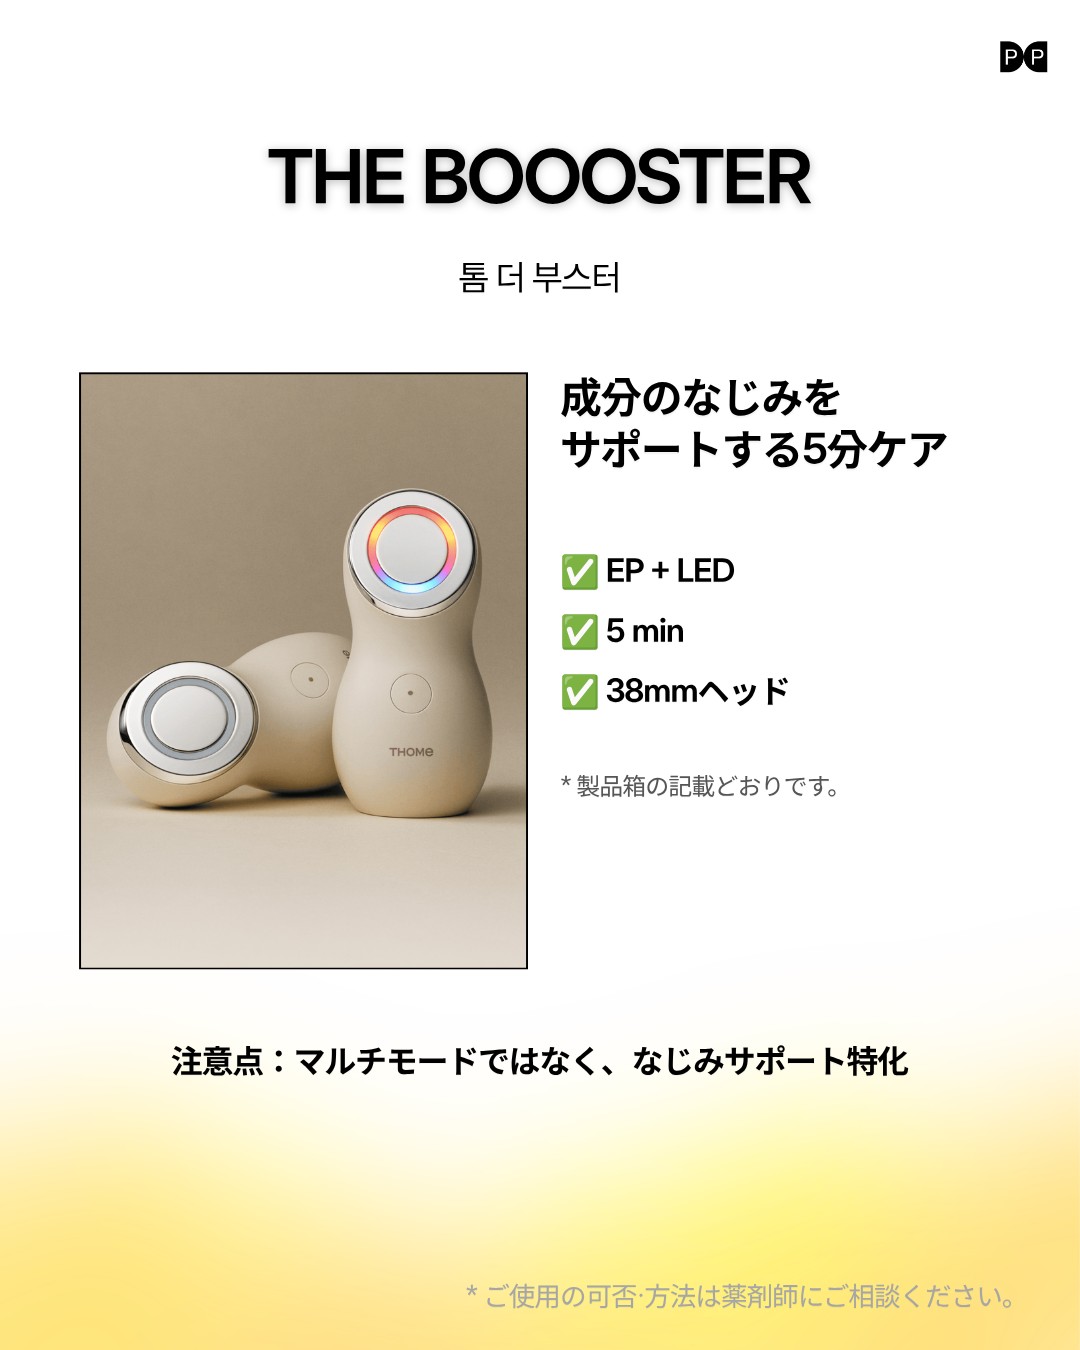 PP
THE BOOOSTER
톰 더 부스터
成分のなじみを
サポートする5分ケア
✅ EP + LED
✅ 5 min
✅ 38mmヘッド
THOME
* 製品箱の記載どおりです。
注意点：マルチモードではなく、なじみサポート特化
* ご使用の可否·方法は薬剤師にご相談ください。